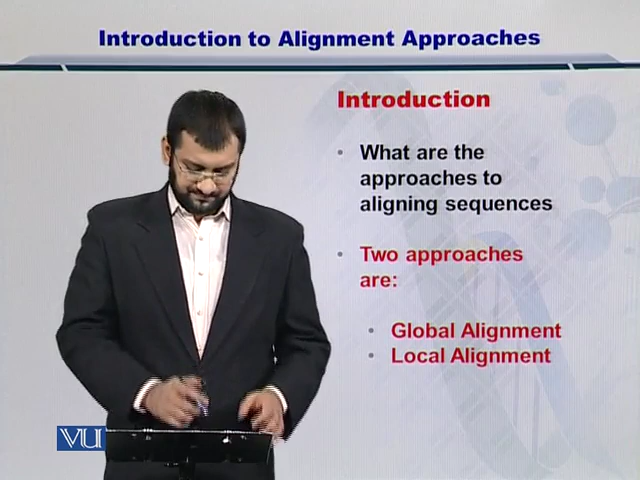 Introduction to Alignment Approaches
Introduction
• What are the
approaches to
aligning sequences
• Two approaches
are:
• Global Alignment
• Local Alignment
VU